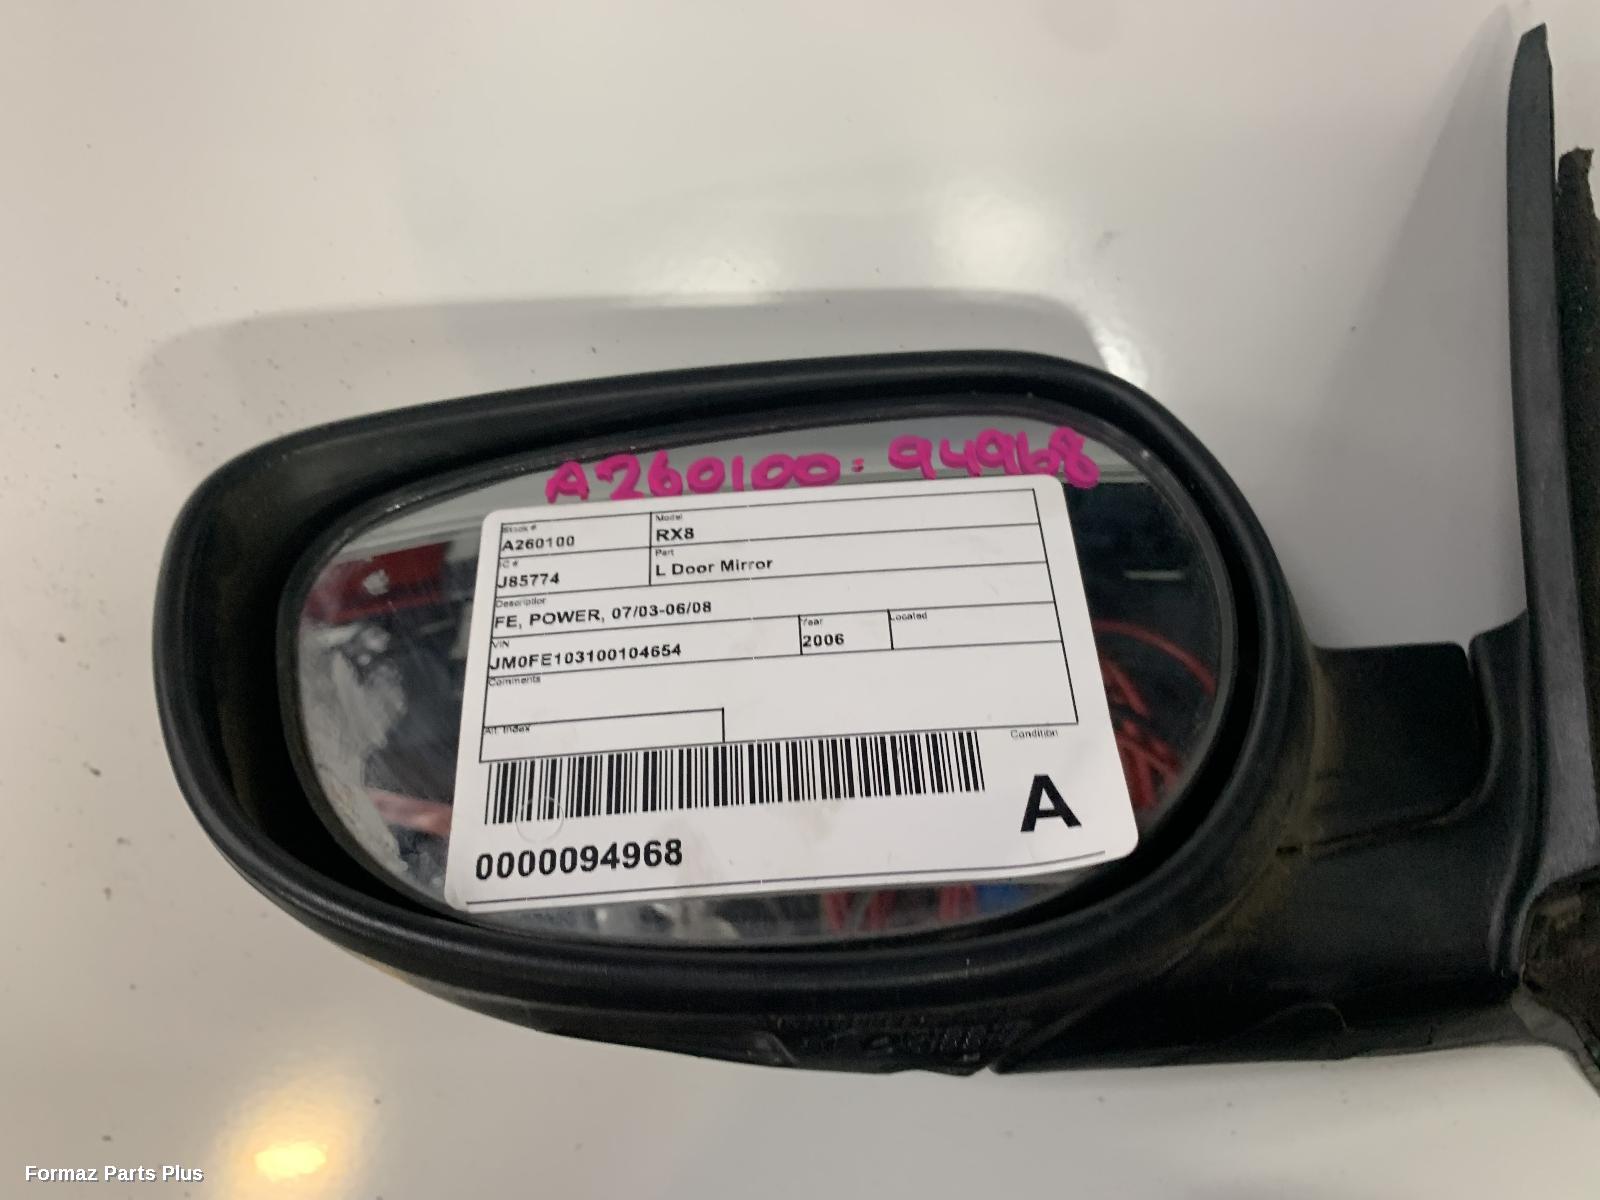 A260100: 94968
Stock #
A260100
Model
RX8
IC #
J85774
Part
L Door Mirror
Description
FE, POWER, 07/03-06/08
VIN
JM0FE103100104654
Year
2006
Located
Comments
Alt. Index
Condition
A
0000094968
Formaz Parts Plus